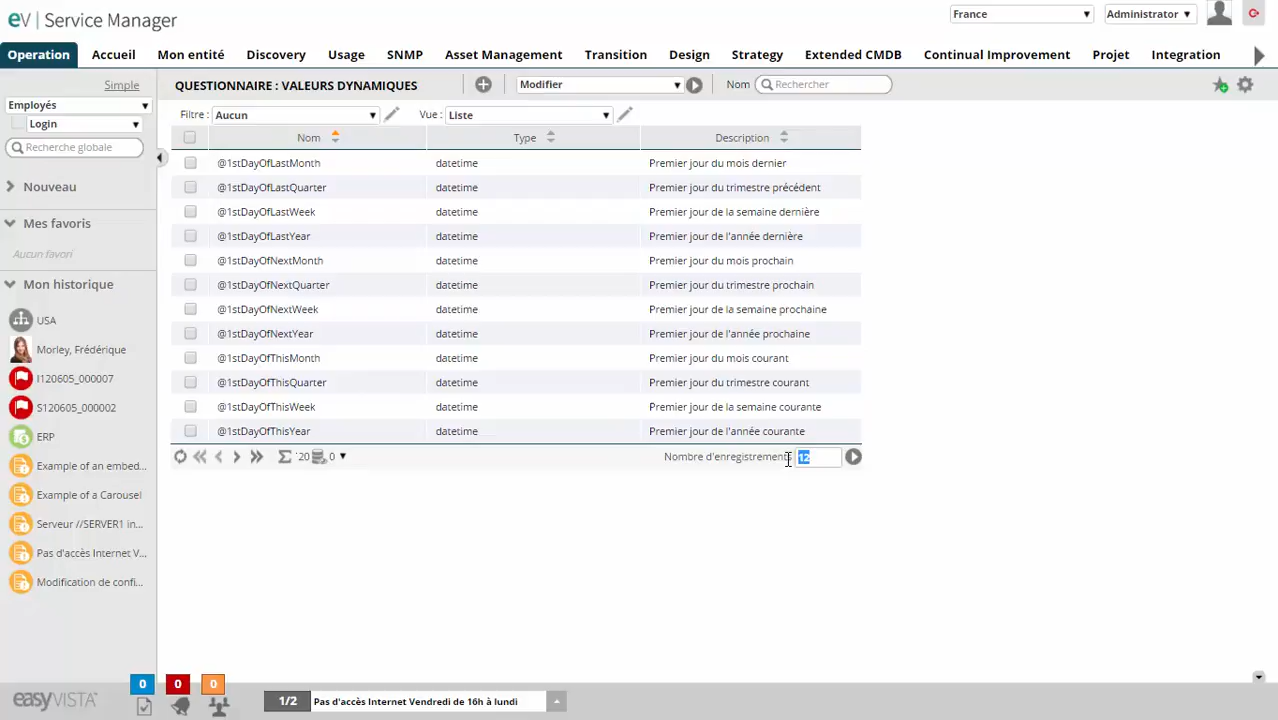 ev | Service Manager
France
Administrator
Operation Accueil Mon entité Discovery Usage SNMP Asset Management Transition Design Strategy Extended CMDB Continual Improvement Projet Integration
Simple
Employés
Login
Recherche globale
Nouveau
Mes favoris
Aucun favori
Mon historique
USA
Morley, Frédérique
I120605_000007
S120605_000002
ERP
Example of an embed...
Example of a Carousel
Serveur //SERVER1 in...
Pas d'accès Internet V...
Modification de confi...
QUESTIONNAIRE : VALEURS DYNAMIQUES
Modifier
Nom
Rechercher
Filtre : Aucun
Vue : Liste
Nom Type Description
@1stDayOfLastMonth datetime Premier jour du mois dernier
@1stDayOfLastQuarter datetime Premier jour du trimestre précédent
@1stDayOfLastWeek datetime Premier jour de la semaine dernière
@1stDayOfLastYear datetime Premier jour de l'année dernière
@1stDayOfNextMonth datetime Premier jour du mois prochain
@1stDayOfNextQuarter datetime Premier jour du trimestre prochain
@1stDayOfNextWeek datetime Premier jour de la semaine prochaine
@1stDayOfNextYear datetime Premier jour de l'année prochaine
@1stDayOfThisMonth datetime Premier jour du mois courant
@1stDayOfThisQuarter datetime Premier jour du trimestre courant
@1stDayOfThisWeek datetime Premier jour de la semaine courante
@1stDayOfThisYear datetime Premier jour de l'année courante
Σ 20 0 Nombre d'enregistrements 12
easyvista
0 0 0
1/2 Pas d'accès Internet Vendredi de 16h à lundi